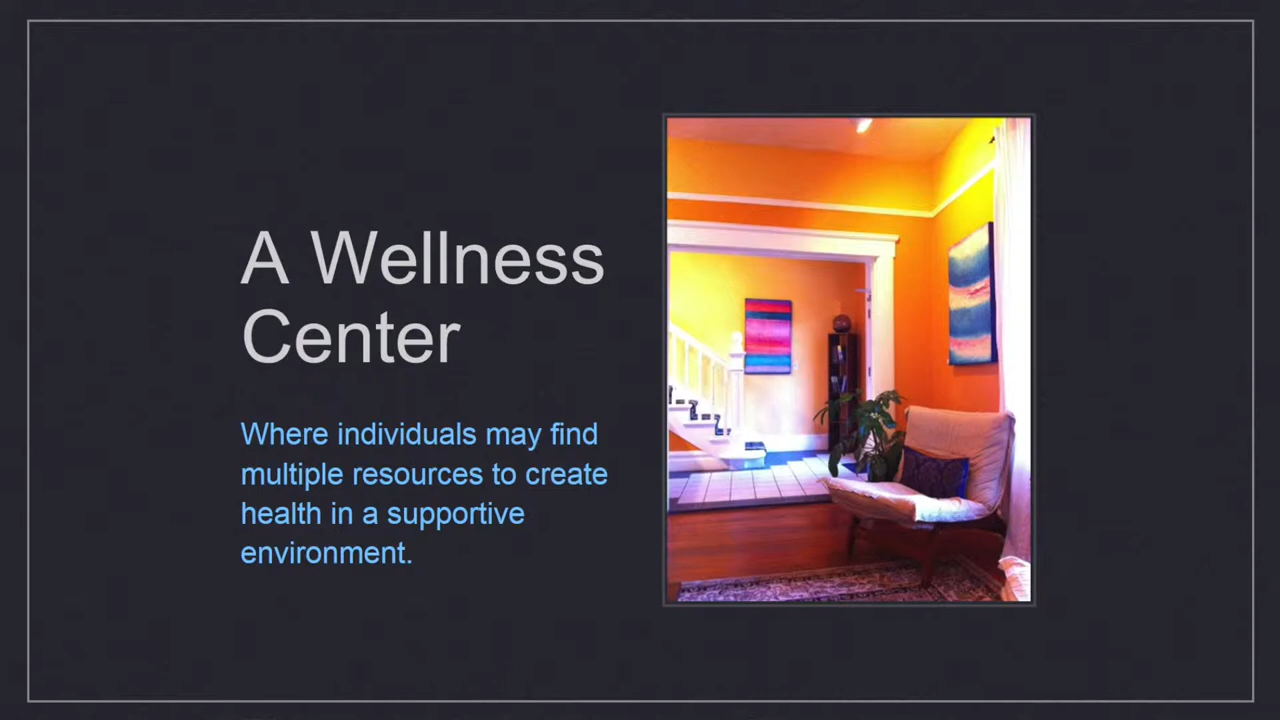 A Wellness
Center
Where individuals may find
multiple resources to create
health in a supportive
environment.